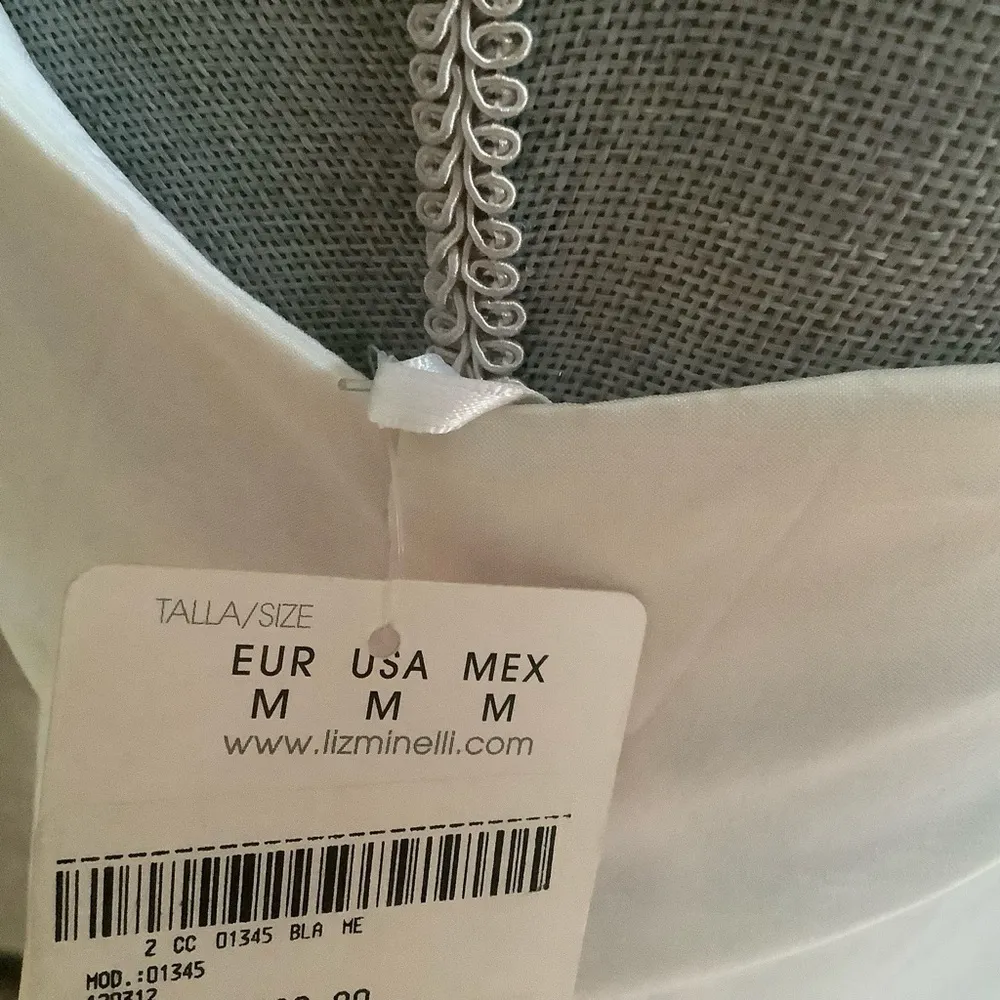 TALLA/SIZE
EUR USA MEX
M M M
www.lizminelli.com
2 CC 01345 BLA ME
MOD.:01345